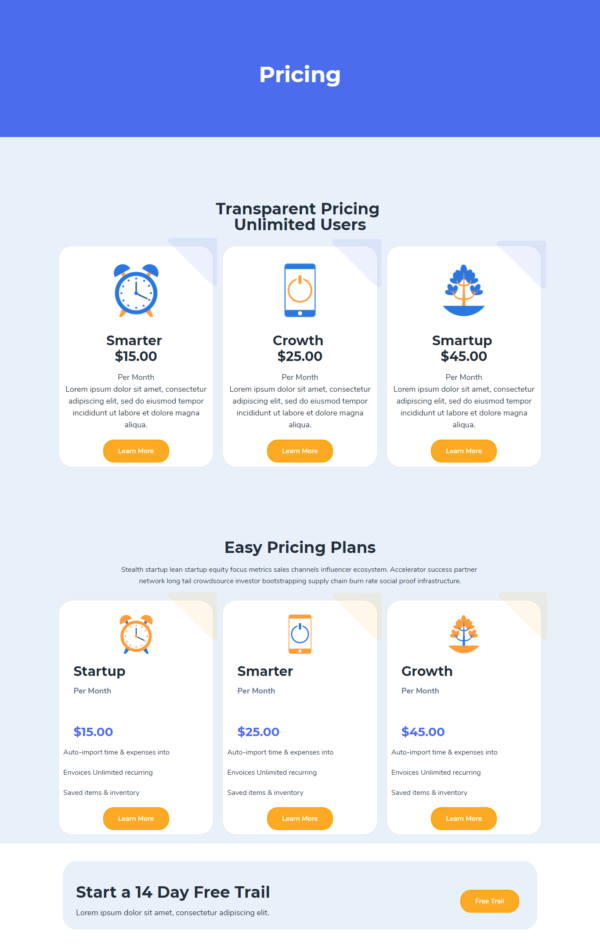 Pricing
Transparent Pricing
Unlimited Users
Smarter
$15.00
Per Month
Lorem ipsum dolor sit amet, consectetur
adipiscing elit, sed do eiusmod tempor
incididunt ut labore et dolore magna
aliqua.
Learn More
Crowth
$25.00
Per Month
Lorem ipsum dolor sit amet, consectetur
adipiscing elit, sed do eiusmod tempor
incididunt ut labore et dolore magna
aliqua.
Learn More
Smartup
$45.00
Per Month
Lorem ipsum dolor sit amet, consectetur
adipiscing elit, sed do eiusmod tempor
incididunt ut labore et dolore magna
aliqua.
Learn More
Easy Pricing Plans
Stealth startup lean startup equity focus metrics sales channels influencer ecosystem. Accelerator success partner
network long tail crowdsource investor bootstrapping supply chain burn rate social proof infrastructure.
Startup
Per Month
$15.00
Auto-import time & expenses into
Envoices Unlimited recurring
Saved items & inventory
Learn More
Smarter
Per Month
$25.00
Auto-import time & expenses into
Envoices Unlimited recurring
Saved items & inventory
Learn More
Growth
Per Month
$45.00
Auto-import time & expenses into
Envoices Unlimited recurring
Saved items & inventory
Learn More
Start a 14 Day Free Trail
Lorem ipsum dolor sit amet, consectetur adipiscing elit.
Free Trail